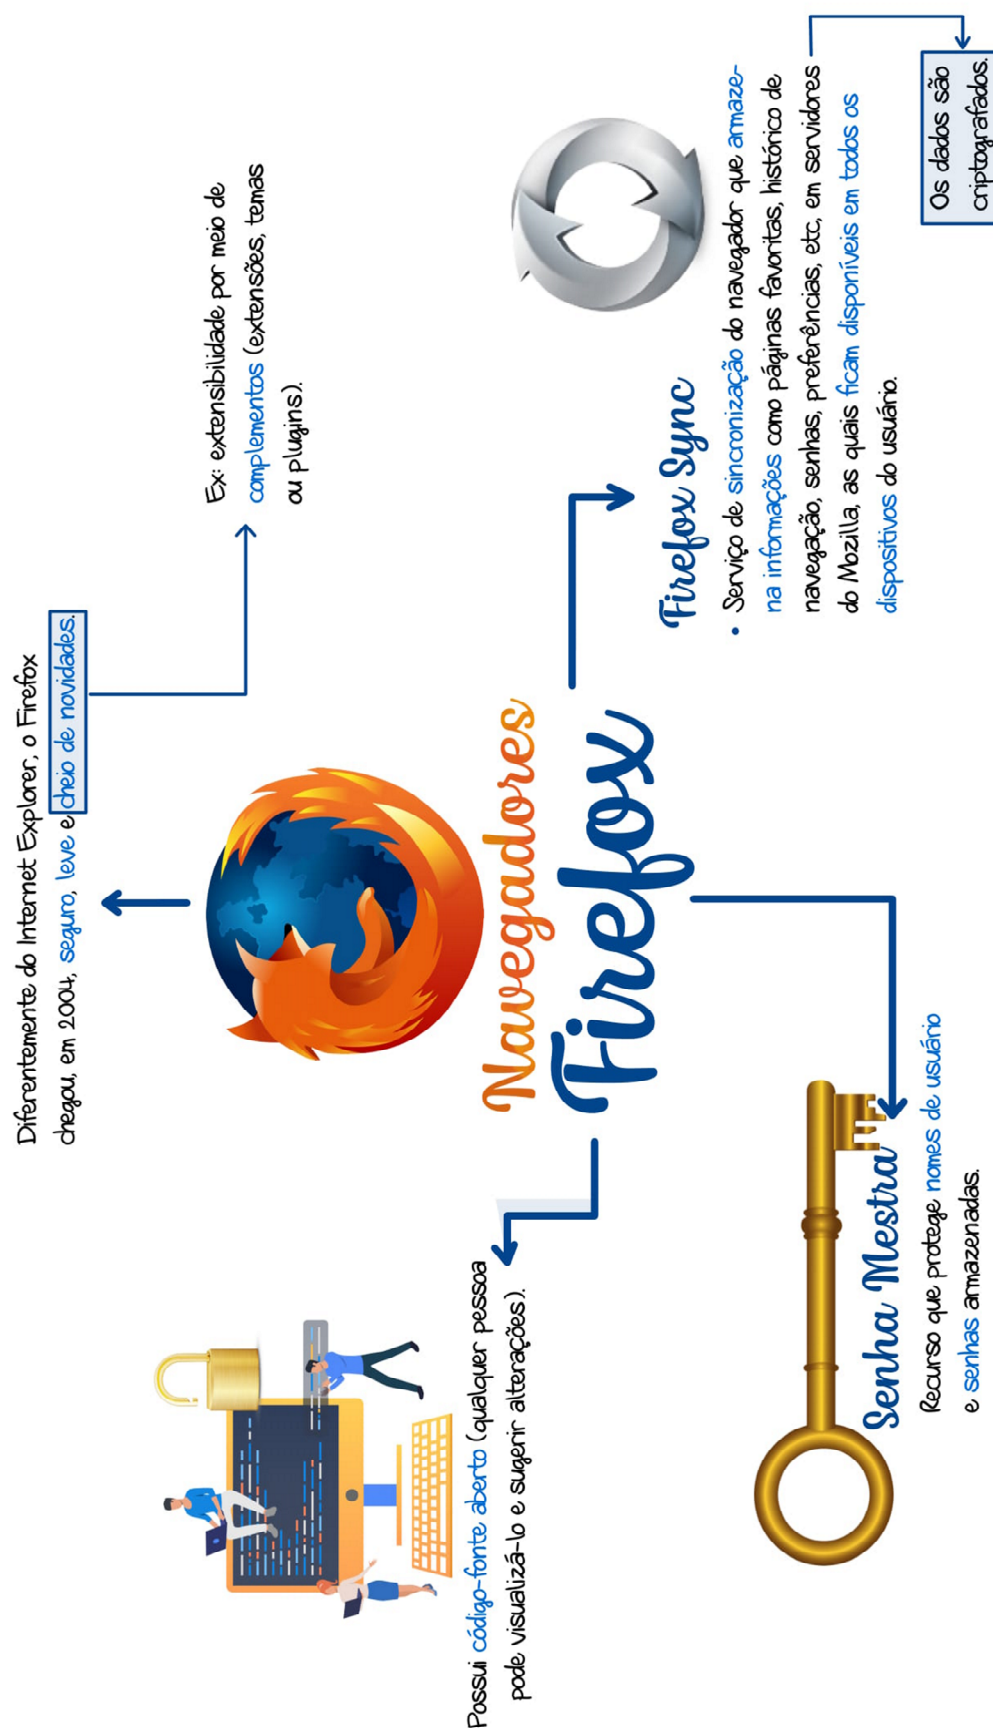 Diferentemente do Internet Explorer, o Firefox
chegou, em 2004, seguro, leve e cheio de novidades.
Ex: extensibilidade por meio de
complementos (extensões, temas
ou plugins).
Possui código-fonte aberto (qualquer pessoa
pode visualizá-lo e sugerir alterações).
Navegadores
Firefox
Firefox Sync
• Serviço de sincronização do navegador que armaze-
na informações como páginas favoritas, histórico de
navegação, senhas, preferências, etc, em servidores
do Mozilla, as quais ficam disponíveis em todos os
dispositivos do usuário.
Os dados são
criptografados.
Senha Mestra
Recurso que protege nomes de usuário
e senhas armazenadas.